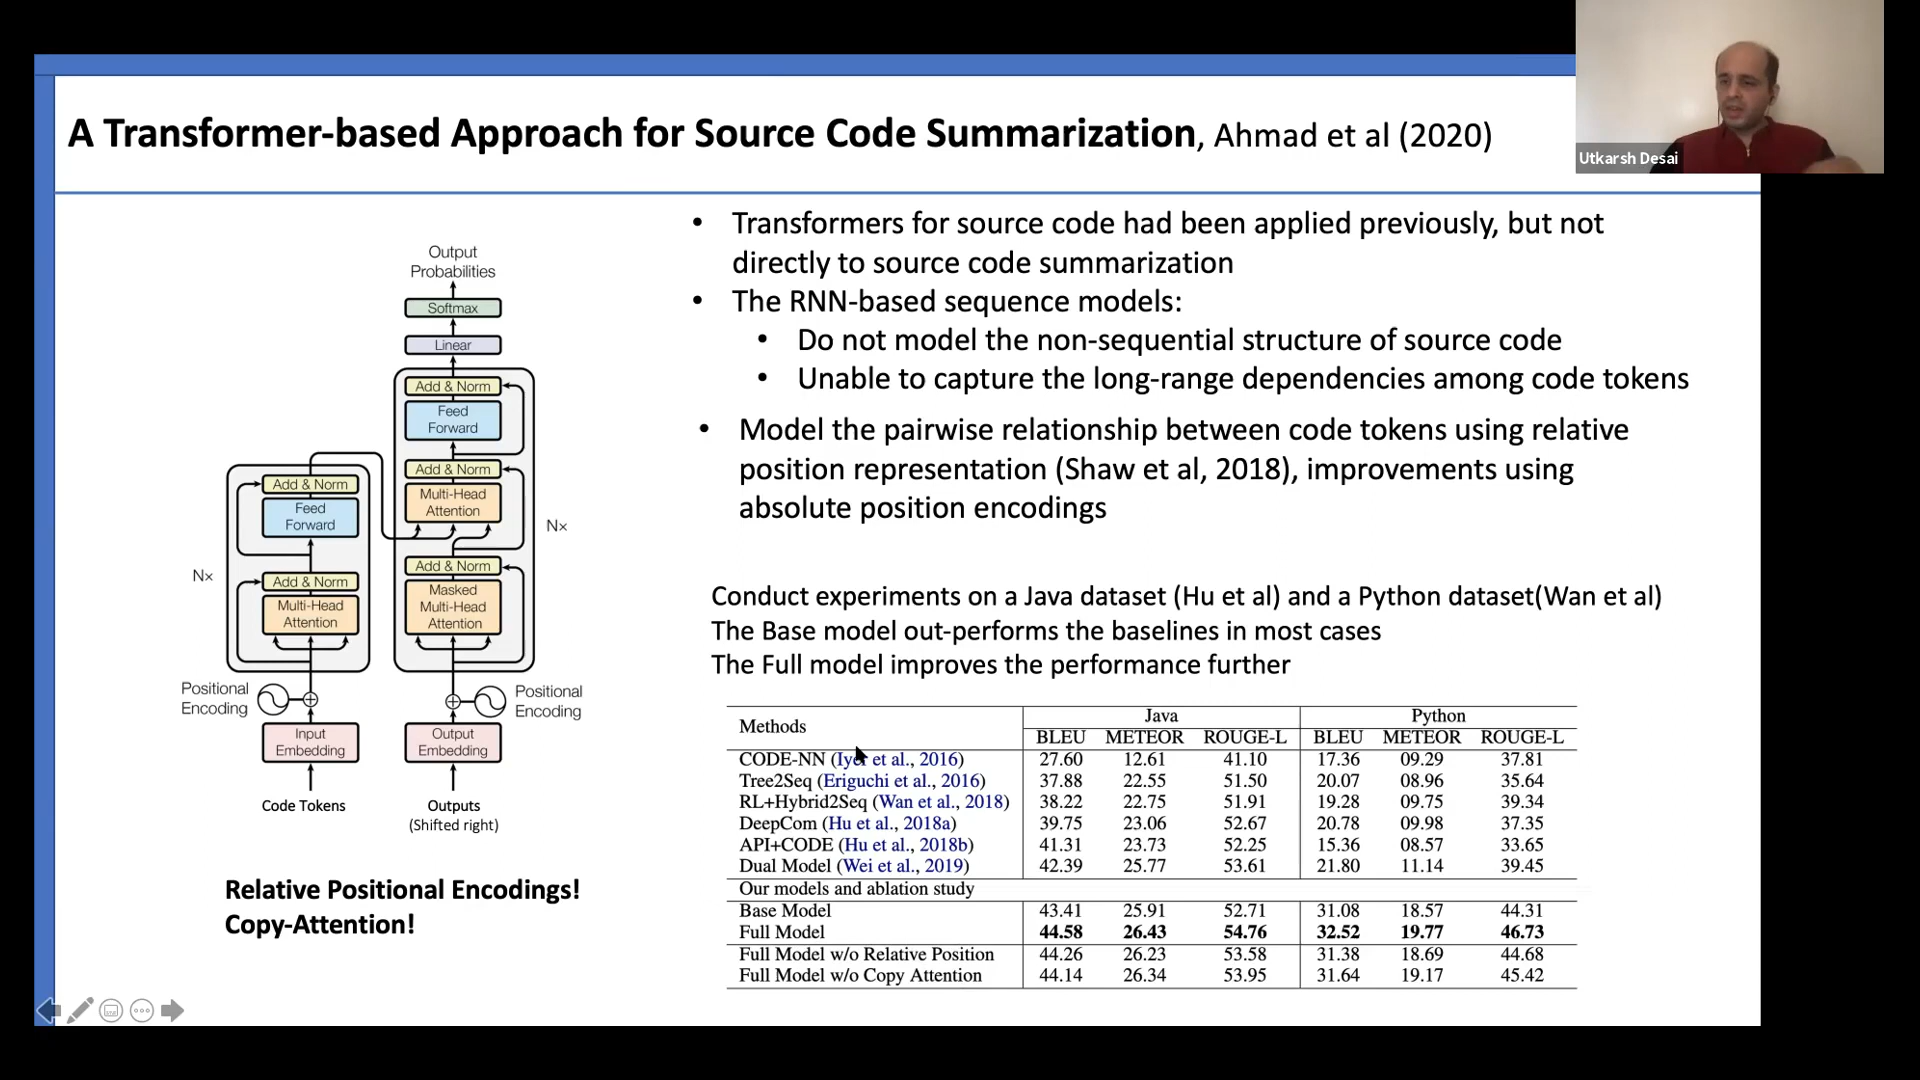 A Transformer-based Approach for Source Code Summarization, Ahmad et al (2020)
Utkarsh Desai
Output
Probabilities
Softmax
Linear
Add & Norm
Feed
Forward
Add & Norm
Multi-Head
Attention
Nx
Add & Norm
Masked
Multi-Head
Attention
Add & Norm
Feed
Forward
Nx
Add & Norm
Multi-Head
Attention
Positional
Encoding
Positional
Encoding
Input
Embedding
Output
Embedding
Code Tokens
Outputs
(Shifted right)
Relative Positional Encodings!
Copy-Attention!
• Transformers for source code had been applied previously, but not
directly to source code summarization
• The RNN-based sequence models:
• Do not model the non-sequential structure of source code
• Unable to capture the long-range dependencies among code tokens
• Model the pairwise relationship between code tokens using relative
position representation (Shaw et al, 2018), improvements using
absolute position encodings
Conduct experiments on a Java dataset (Hu et al) and a Python dataset(Wan et al)
The Base model out-performs the baselines in most cases
The Full model improves the performance further
Methods Java Python
BLEU METEOR ROUGE-L BLEU METEOR ROUGE-L
CODE-NN (Iyer et al., 2016) 27.60 12.61 41.10 17.36 09.29 37.81
Tree2Seq (Eriguchi et al., 2016) 37.88 22.55 51.50 20.07 08.96 35.64
RL+Hybrid2Seq (Wan et al., 2018) 38.22 22.75 51.91 19.28 09.75 39.34
DeepCom (Hu et al., 2018a) 39.75 23.06 52.67 20.78 09.98 37.35
API+CODE (Hu et al., 2018b) 41.31 23.73 52.25 15.36 08.57 33.65
Dual Model (Wei et al., 2019) 42.39 25.77 53.61 21.80 11.14 39.45
Our models and ablation study
Base Model 43.41 25.91 52.71 31.08 18.57 44.31
Full Model 44.58 26.43 54.76 32.52 19.77 46.73
Full Model w/o Relative Position 44.26 26.23 53.58 31.38 18.69 44.68
Full Model w/o Copy Attention 44.14 26.34 53.95 31.64 19.17 45.42